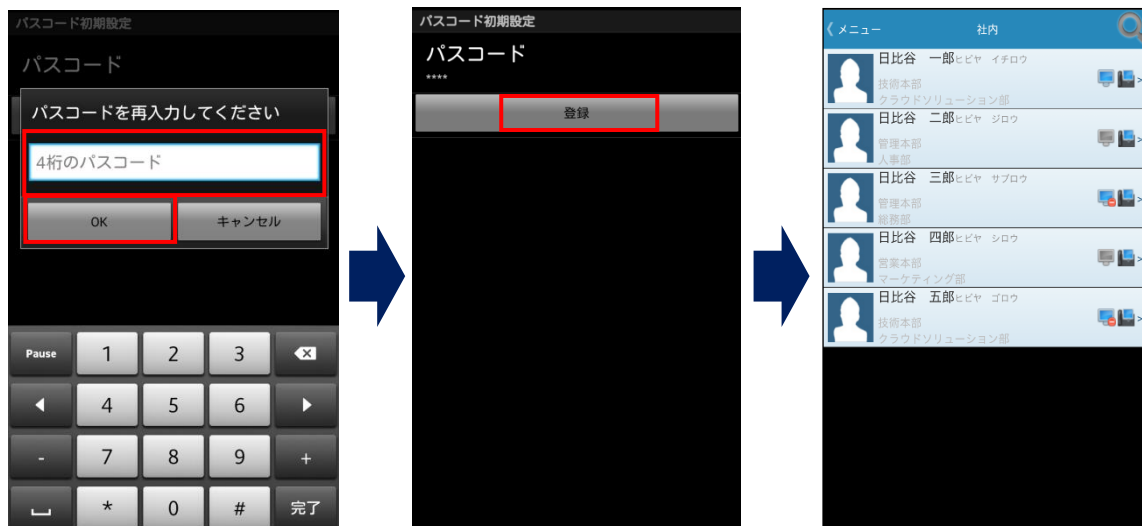 パスコード初期設定
パスコード
パスコードを再入力してください
4桁のパスコード
OK キャンセル
Pause 1 2 3
4 5 6
- 7 8 9 +
* 0 # 完了
パスコード初期設定
パスコード
****
登録
メニュー 社内
日比谷 一郎 ヒビヤ イチロウ
技術本部
クラウドソリューション部
日比谷 二郎 ヒビヤ ジロウ
管理本部
人事部
日比谷 三郎 ヒビヤ サブロウ
管理本部
総務部
日比谷 四郎 ヒビヤ シロウ
営業本部
マーケティング部
日比谷 五郎 ヒビヤ ゴロウ
技術本部
クラウドソリューション部